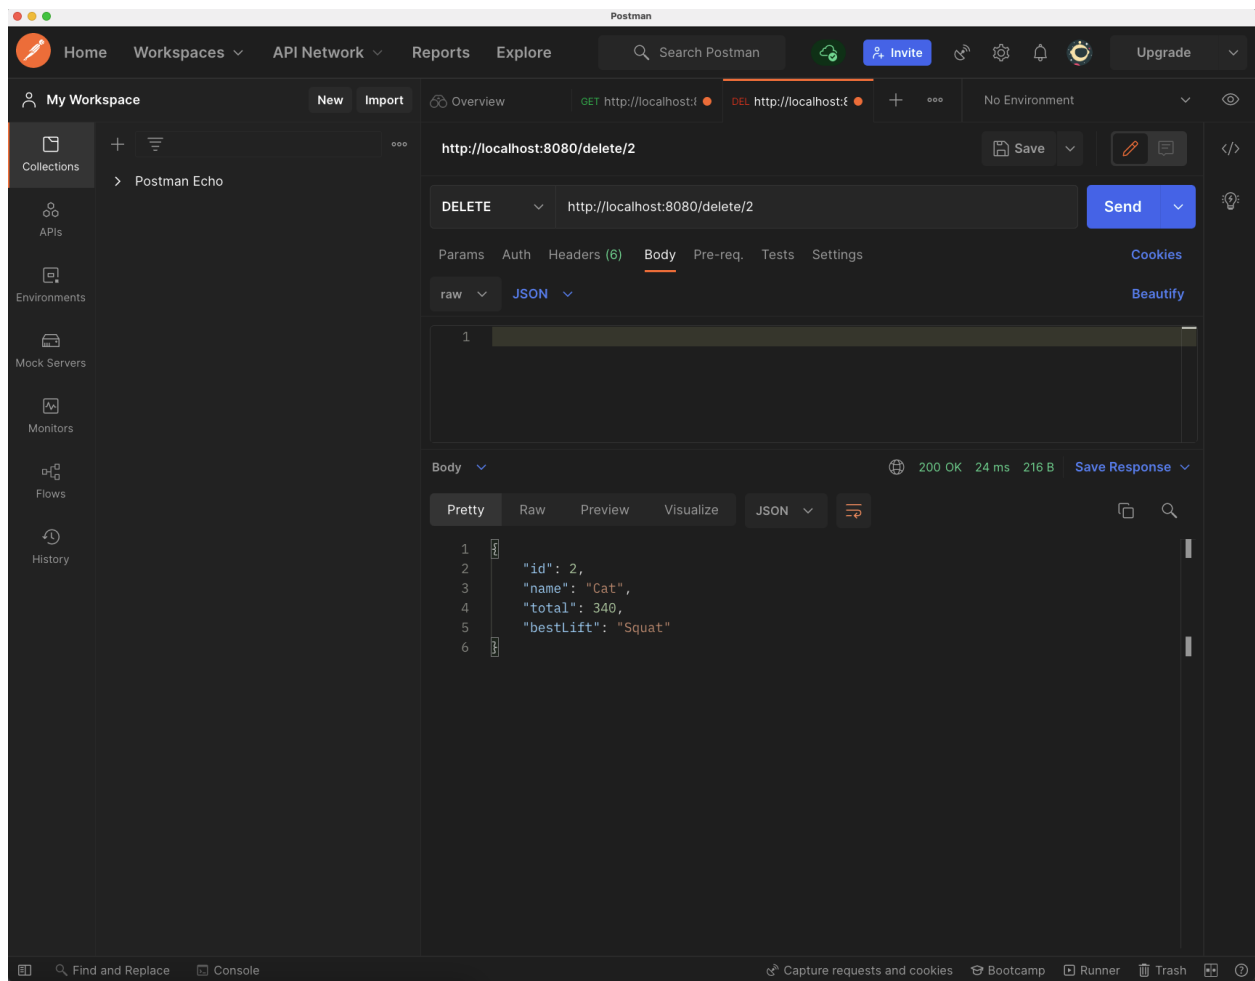 Postman
Home Workspaces API Network Reports Explore Search Postman Invite Upgrade
My Workspace New Import Overview GET http://localhost:8 DEL http://localhost:8 No Environment
Collections
Postman Echo
APIs
Environments
Mock Servers
Monitors
Flows
History
http://localhost:8080/delete/2 Save
DELETE http://localhost:8080/delete/2 Send
Params Auth Headers (6) Body Pre-req. Tests Settings Cookies
raw JSON Beautify
1
Body 200 OK 24 ms 216 B Save Response
Pretty Raw Preview Visualize JSON
1 {
2 "id": 2,
3 "name": "Cat",
4 "total": 340,
5 "bestLift": "Squat"
6 }
Find and Replace Console Capture requests and cookies Bootcamp Runner Trash